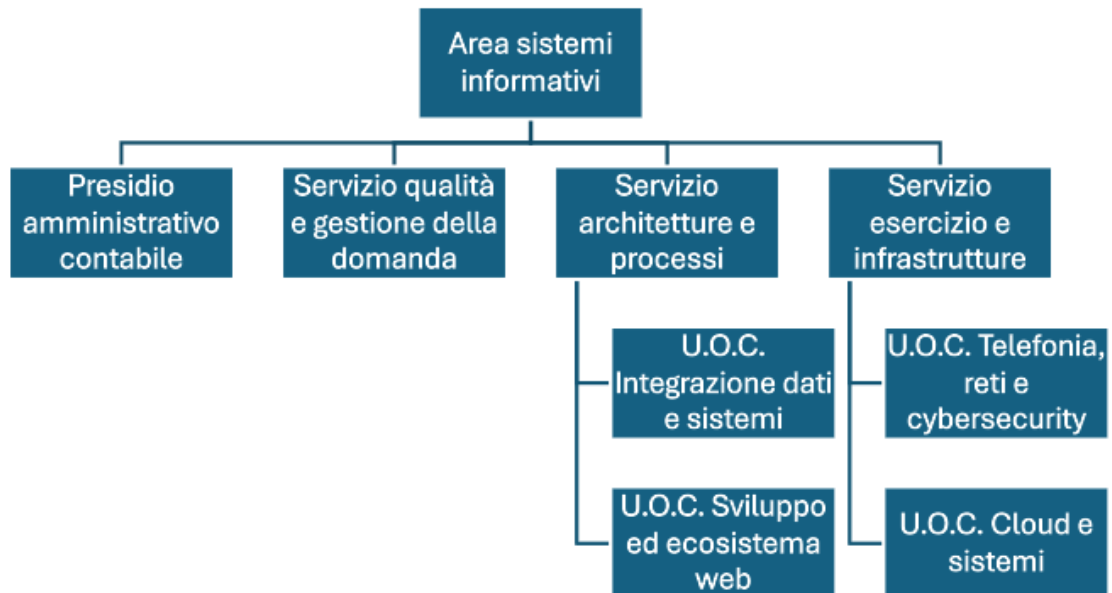 Area sistemi
informativi
Presidio
amministrativo
contabile
Servizio qualità
e gestione della
domanda
Servizio
architetture e
processi
Servizio
esercizio e
infrastrutture
U.O.C.
Integrazione dati
e sistemi
U.O.C. Telefonia,
reti e
cybersecurity
U.O.C. Sviluppo
ed ecosistema
web
U.O.C. Cloud e
sistemi